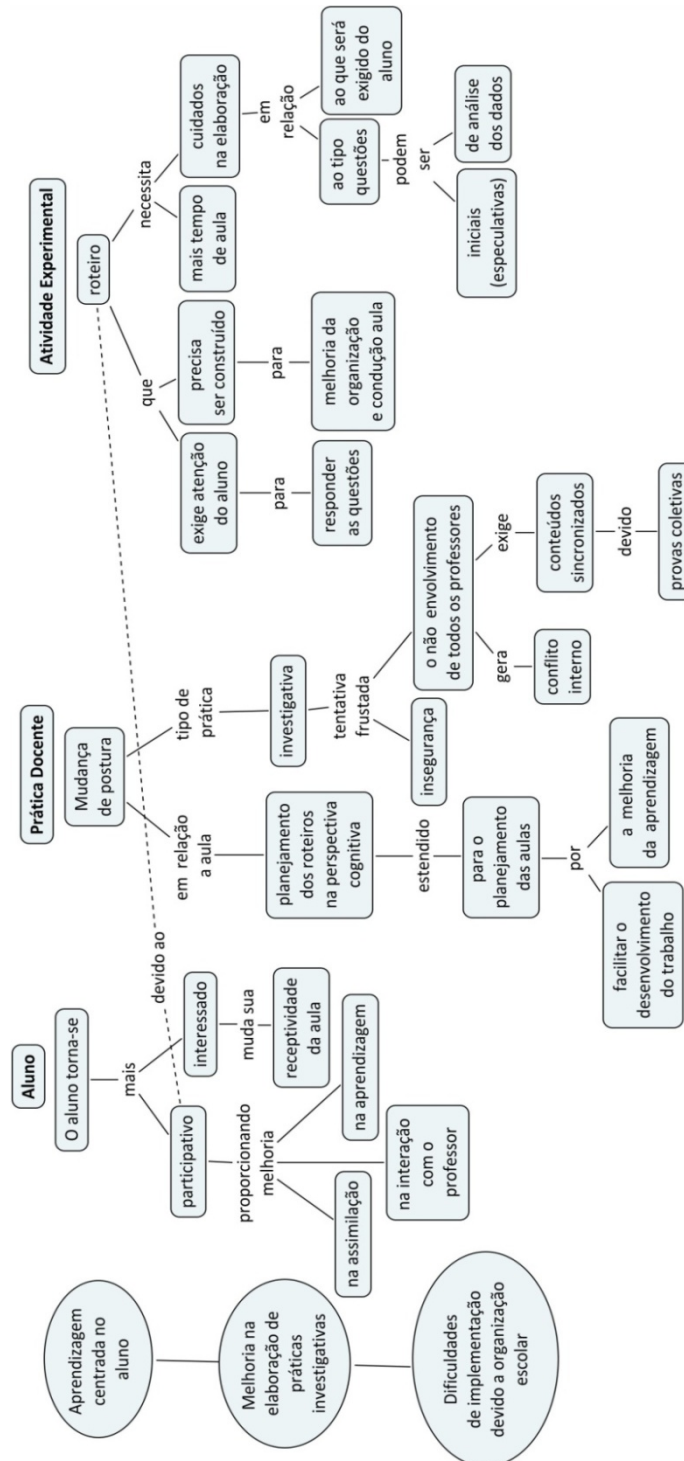 Aprendizagem
centrada no
aluno
Melhoria na
elaboração de
práticas
investigativas
Dificuldades
de implementação
devido a organização
escolar
Aluno
O aluno torna-se
mais
participativo
interessado
proporcionando
melhoria
na assimilação
na interação
com o
professor
na aprendizagem
muda sua
receptividade
da aula
devido ao
Prática Docente
Mudança
de postura
em relação
a aula
planejamento
dos roteiros
na perspectiva
cognitiva
estendido
para o
planejamento
das aulas
por
facilitar o
desenvolvimento
do trabalho
a melhoria
da aprendizagem
tipo de
prática
investigativa
tentativa
frustada
insegurança
o não envolvimento
de todos os professores
gera
conflito
interno
exige
conteúdos
sincronizados
devido
provas coletivas
Atividade Experimental
roteiro
que
exige atenção
do aluno
para
responder
as questões
precisa
ser construído
para
melhoria da
organização
e condução aula
necessita
mais tempo
de aula
cuidados
na elaboração
em
relação
ao tipo
questões
podem
ser
iniciais
(especulativas)
de análise
dos dados
ao que será
exigido do
aluno